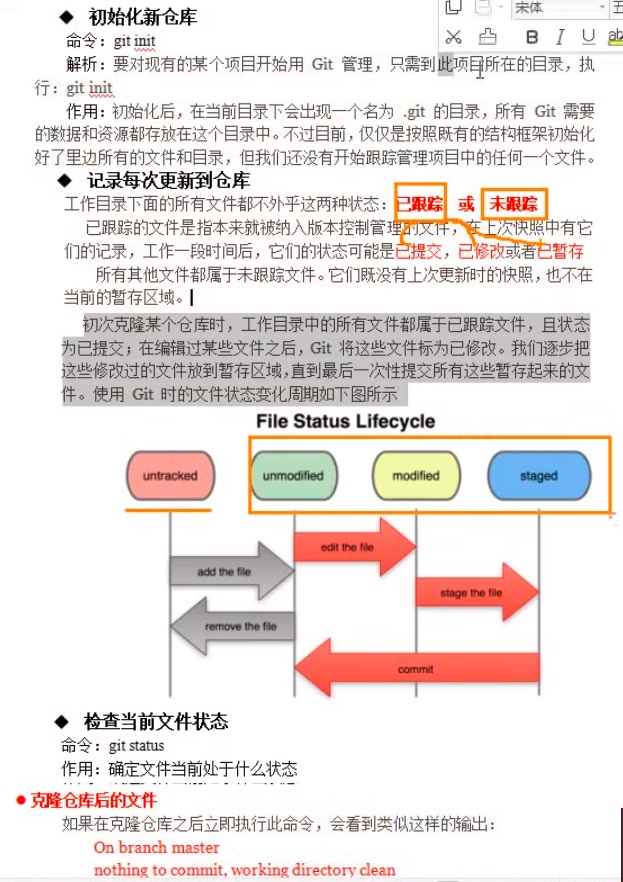 宋体
五
B I U ab
◆ 初始化新仓库
命令：git init
解析：要对现有的某个项目开始用 Git 管理，只需到此项目所在的目录，执
行：git init
作用：初始化后，在当前目录下会出现一个名为 .git 的目录，所有 Git 需要
的数据和资源都存放在这个目录中。不过目前，仅仅是按照既有的结构框架初始化
好了里边所有的文件和目录，但我们还没有开始跟踪管理项目中的任何一个文件。
◆ 记录每次更新到仓库
工作目录下面的所有文件都不外乎这两种状态：已跟踪 或 未跟踪
已跟踪的文件是指本来就被纳入版本控制管理的文件，在上次快照中有它
们的记录，工作一段时间后，它们的状态可能是已提交，已修改或者已暂存
所有其他文件都属于未跟踪文件。它们既没有上次更新时的快照，也不在
当前的暂存区域。
初次克隆某个仓库时，工作目录中的所有文件都属于已跟踪文件，且状态
为已提交；在编辑过某些文件之后，Git 将这些文件标为已修改。我们逐步把
这些修改过的文件放到暂存区域，直到最后一次性提交所有这些暂存起来的文
件。使用 Git 时的文件状态变化周期如下图所示
File Status Lifecycle
untracked unmodified modified staged
edit the file
add the file
stage the file
remove the file
commit
◆ 检查当前文件状态
命令：git status
作用：确定文件当前处于什么状态
● 克隆仓库后的文件
如果在克隆仓库之后立即执行此命令，会看到类似这样的输出：
On branch master
nothing to commit, working directory clean